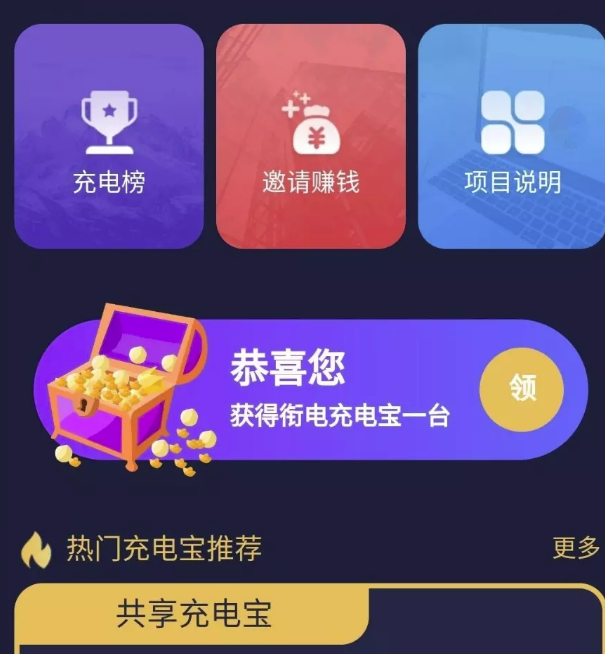 充电榜
邀请赚钱
项目说明
恭喜您
获得衔电充电宝一台
领
热门充电宝推荐
更多
共享充电宝